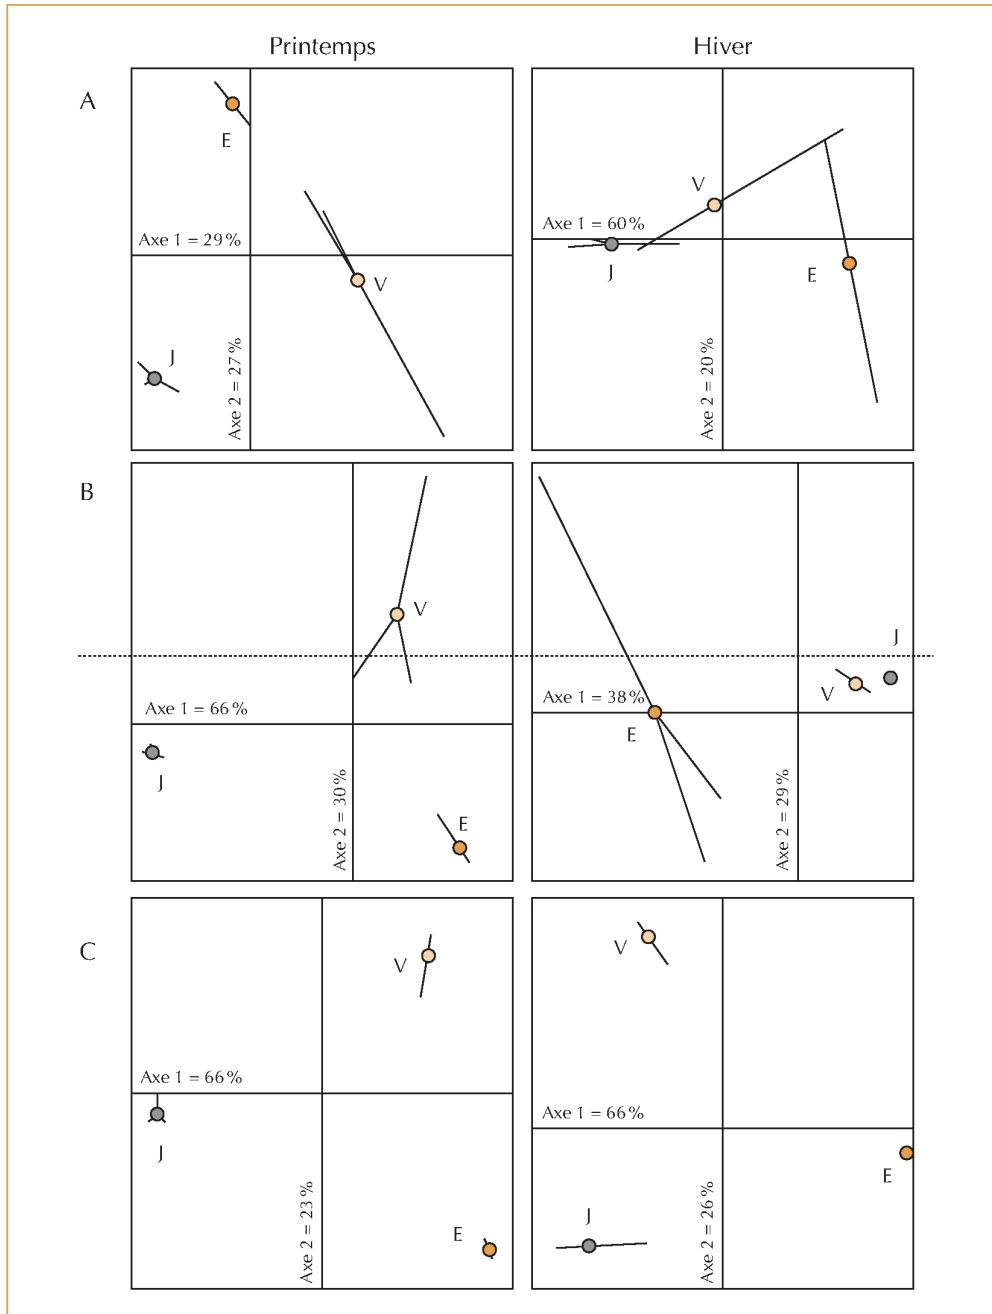 Printemps
Hiver
A
E
Axe 1 = 29 %
V
J
Axe 2 = 27 %
V
Axe 1 = 60 %
J
E
Axe 2 = 20 %
B
V
Axe 1 = 66 %
J
Axe 2 = 30 %
E
J
V
Axe 1 = 38 %
E
Axe 2 = 29 %
C
V
Axe 1 = 66 %
J
Axe 2 = 23 %
E
V
Axe 1 = 66 %
E
J
Axe 2 = 26 %